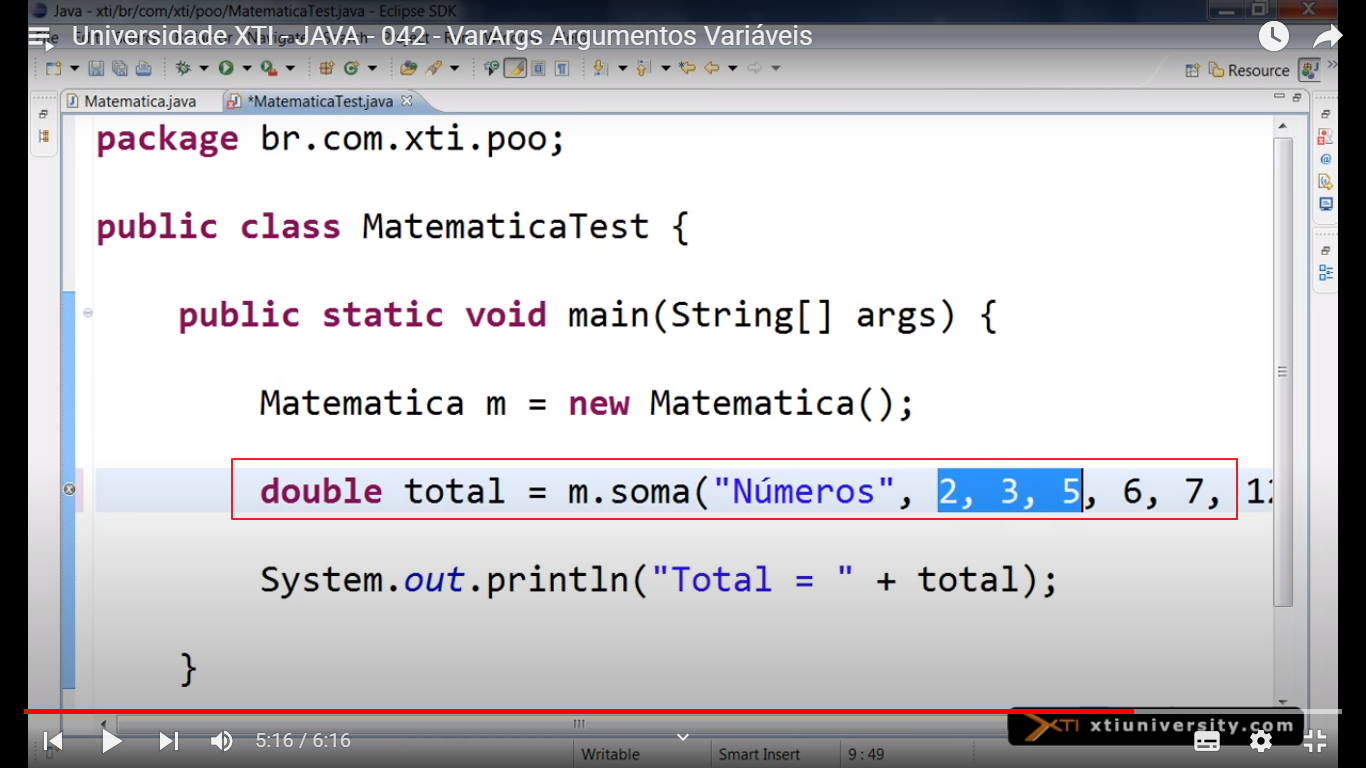 Java - xti/br/com/xti/poo/MatematicaTest.java - Eclipse SDK
Universidade XTI - JAVA - 042 - VarArgs Argumentos Variáveis
Resource
Matematica.java
*MatematicaTest.java
package br.com.xti.poo;
public class MatematicaTest {
public static void main(String[] args) {
Matematica m = new Matematica();
double total = m.soma("Números", 2, 3, 5, 6, 7, 12
System.out.println("Total = " + total);
}
XTI xtiuniversity.com
5:16 / 6:16
Writable
Smart Insert
9 : 49